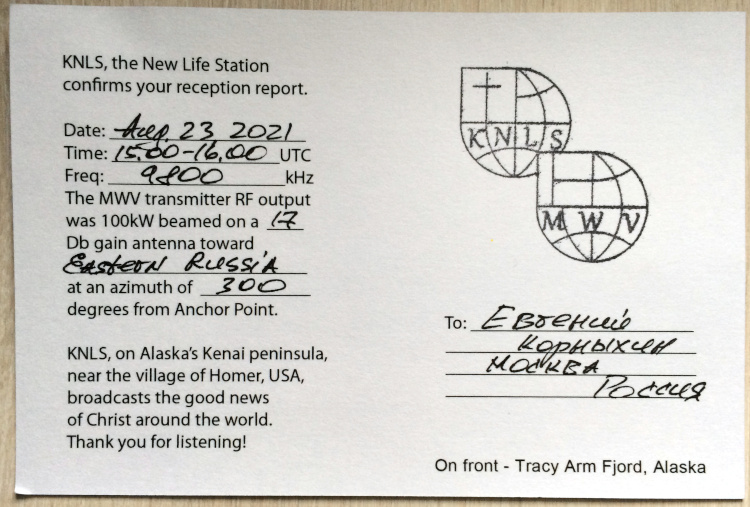 KNLS, the New Life Station
confirms your reception report.
Date: Aug 23 2021
Time: 15.00-16.00 UTC
Freq: 9800 kHz
The MWV transmitter RF output
was 100kW beamed on a 17
Db gain antenna toward
Eastern Russia
at an azimuth of 300
degrees from Anchor Point.
KNLS, on Alaska's Kenai peninsula,
near the village of Homer, USA,
broadcasts the good news
of Christ around the world.
Thank you for listening!
KNLS
MWV
To: Евгений
Корныхин
Москва
Россия
On front - Tracy Arm Fjord, Alaska